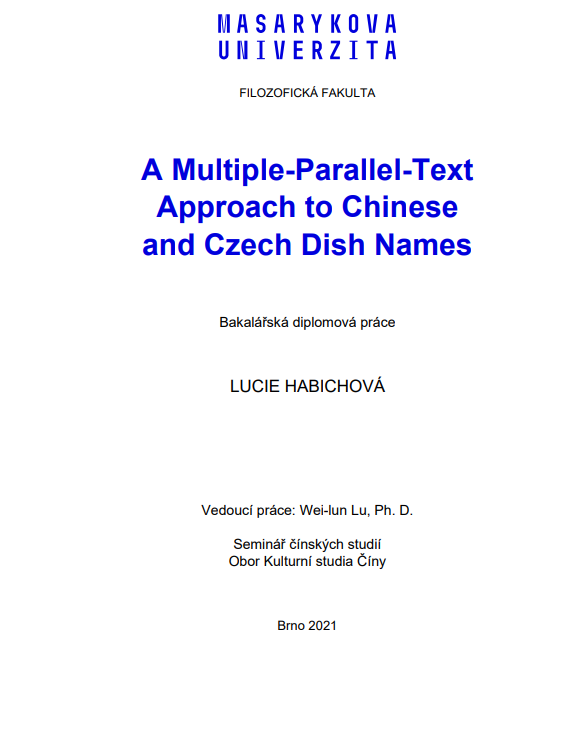 MASARYKOVA
UNIVERZITA
FILOZOFICKÁ FAKULTA
A Multiple-Parallel-Text
Approach to Chinese
and Czech Dish Names
Bakalářská diplomová práce
LUCIE HABICHOVÁ
Vedoucí práce: Wei-lun Lu, Ph. D.
Seminář čínských studií
Obor Kulturní studia Číny
Brno 2021